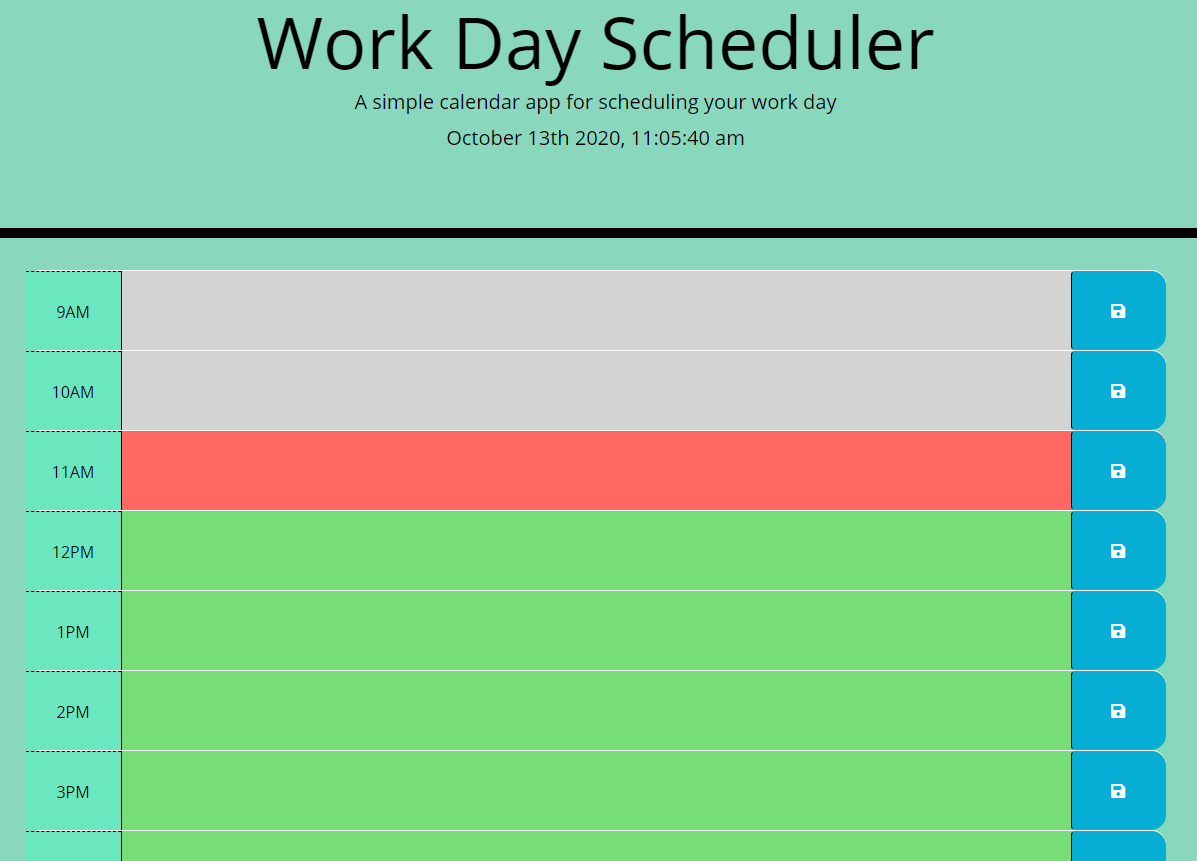 Work Day Scheduler
A simple calendar app for scheduling your work day
October 13th 2020, 11:05:40 am
9AM
10AM
11AM
12PM
1PM
2PM
3PM